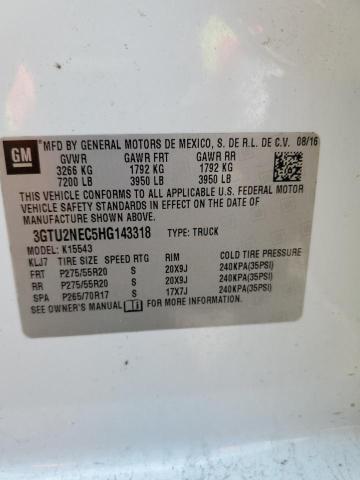 GM
MFD BY GENERAL MOTORS DE MEXICO, S. DE R.L. DE C.V. 08/16
GVWR GAWR FRT GAWR RR
3266 KG 1792 KG 1792 KG
7200 LB 3950 LB 3950 LB
THIS VEHICLE CONFORMS TO ALL APPLICABLE U.S. FEDERAL MOTOR
VEHICLE SAFETY, BUMPER, AND THEFT PREVENTION STANDARDS IN
EFFECT ON THE DATE OF MANUFACTURE SHOWN ABOVE.
3GTU2NEC5HG143318 TYPE: TRUCK
MODEL: K15543
KLJ7 TIRE SIZE SPEED RTG RIM COLD TIRE PRESSURE
FRT P275/55R20 S 20X9J 240KPA(35PSI)
RR P275/55R20 S 20X9J 240KPA(35PSI)
SPA P265/70R17 S 17X7J 240KPA(35PSI)
SEE OWNER'S MANUAL FOR MORE INFORMATION.